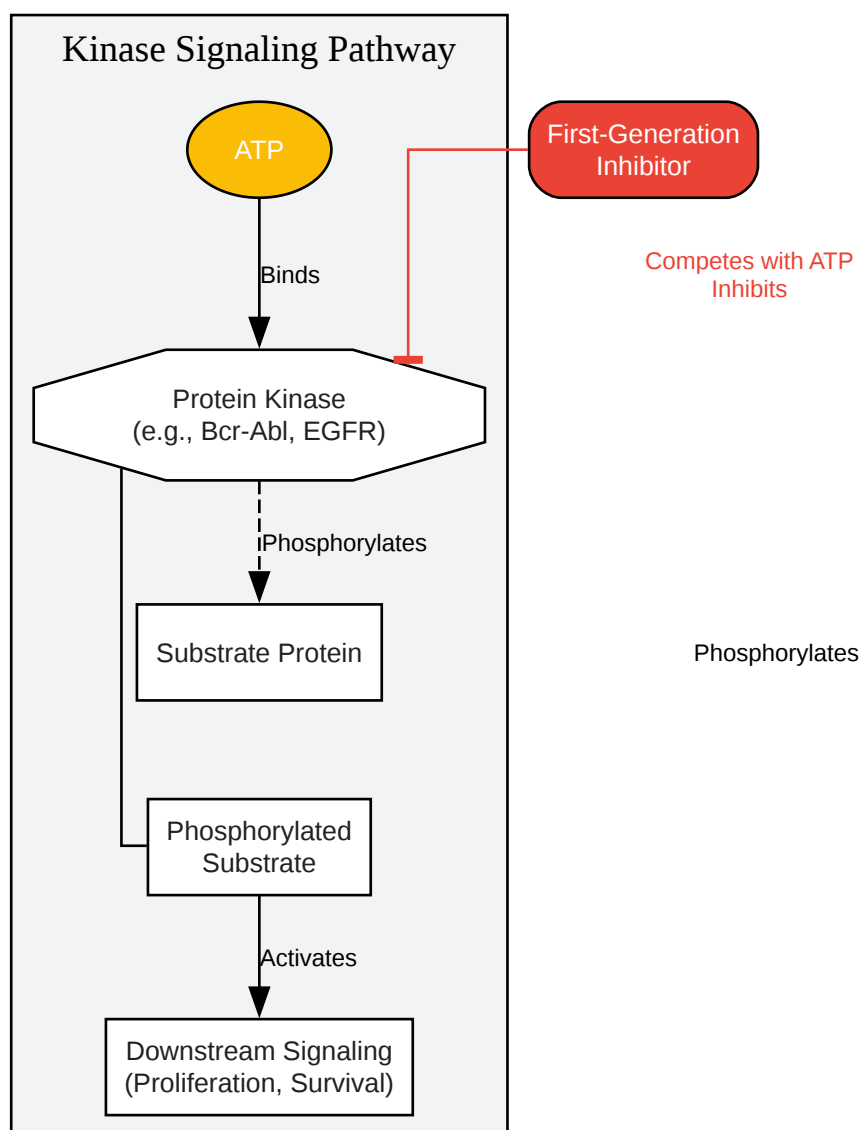 Kinase Signaling Pathway
ATP
First-Generation
Inhibitor
Binds
Competes with ATP
Inhibits
Protein Kinase
(e.g., Bcr-Abl, EGFR)
Phosphorylates
Substrate Protein
Phosphorylates
Phosphorylated
Substrate
Activates
Downstream Signaling
(Proliferation, Survival)